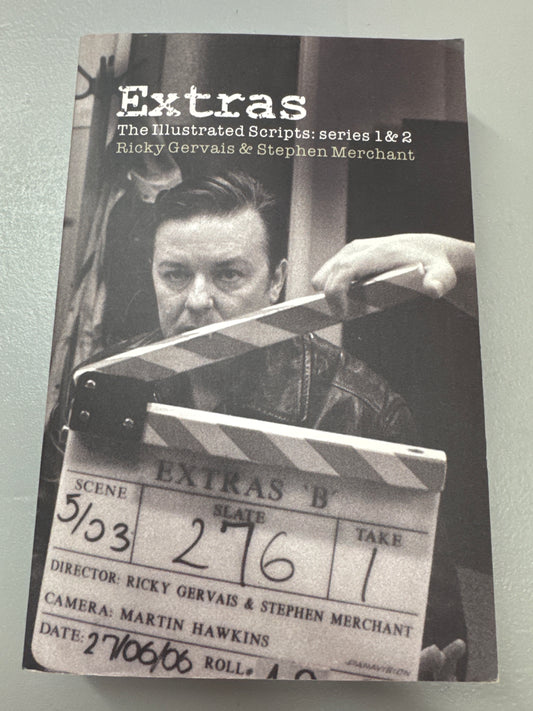 Extras
The Illustrated Scripts: series 1 & 2
Ricky Gervais & Stephen Merchant
EXTRAS 'B'
SCENE
5/03
SLATE
276
TAKE
1
DIRECTOR: RICKY GERVAIS & STEPHEN MERCHANT
CAMERA: MARTIN HAWKINS
DATE: 27/06/06 ROLL:
PANAVISION